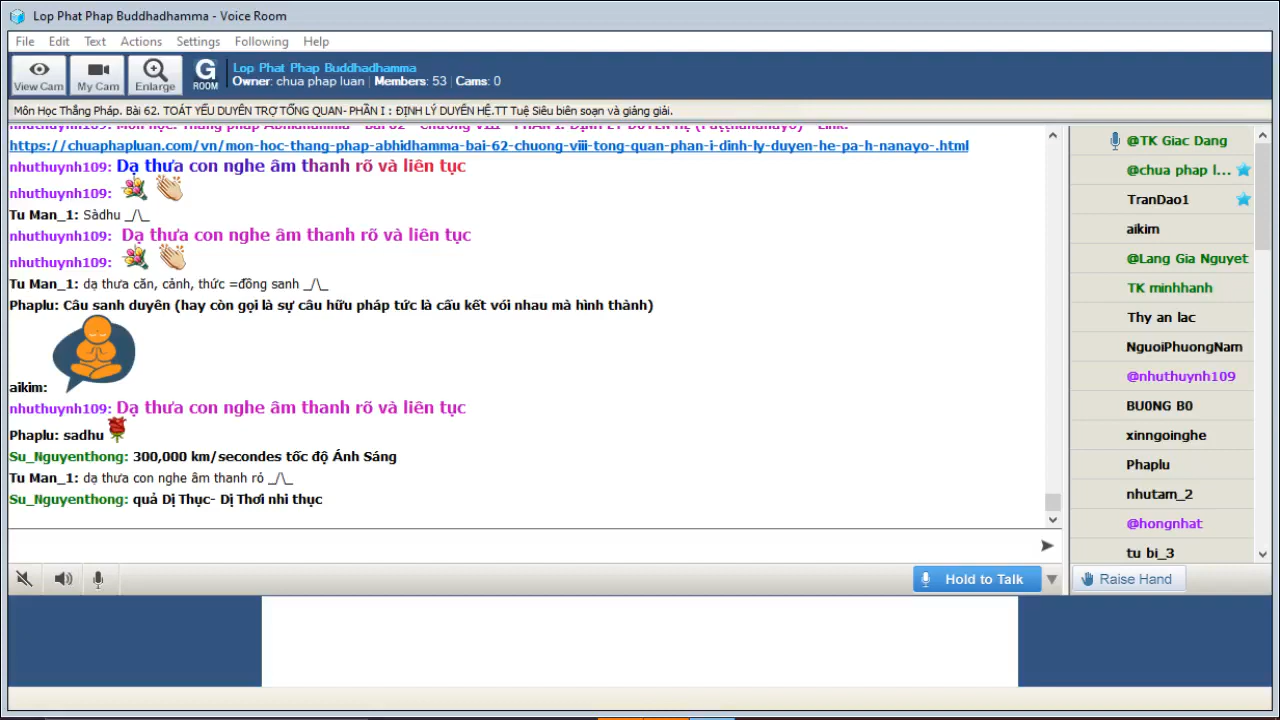 Lop Phat Phap Buddhadhamma - Voice Room
File Edit Text Actions Settings Following Help
View Cam
My Cam
Enlarge
G
ROOM
Lop Phat Phap Buddhadhamma
Owner: chua phap luan | Members: 53 | Cams: 0
Môn Học Thắng Pháp. Bài 62. TOÁT YẾU DUYÊN TRỢ TỔNG QUAN- PHẦN I : ĐỊNH LÝ DUYÊN HỆ.TT Tuệ Siêu biên soạn và giảng giải.
https://chuaphapluan.com/vn/mon-hoc-thang-phap-abhidhamma-bai-62-chuong-viii-tong-quan-phan-i-dinh-ly-duyen-he-pa-h-nanayo-.html
nhuthuynh109: Dạ thưa con nghe âm thanh rõ và liên tục
nhuthuynh109:
Tu Man_1: Sàdhu _/\_
nhuthuynh109: Dạ thưa con nghe âm thanh rõ và liên tục
nhuthuynh109:
Tu Man_1: dạ thưa căn, cảnh, thức =đồng sanh _/\_
Phaplu: Câu sanh duyên (hay còn gọi là sự câu hữu pháp tức là cấu kết với nhau mà hình thành)
aikim:
nhuthuynh109: Dạ thưa con nghe âm thanh rõ và liên tục
Phaplu: sadhu
Su_Nguyenthong: 300,000 km/secondes tốc độ Ánh Sáng
Tu Man_1: dạ thưa con nghe âm thanh rỏ _/\_
Su_Nguyenthong: quả Dị Thục- Dị Thơi nhi thục
@TK Giac Dang
@chua phap l...
TranDao1
aikim
@Lang Gia Nguyet
TK minhhanh
Thy an lac
NguoiPhuongNam
@nhuthuynh109
BU0NG B0
xinngoinghe
Phaplu
nhutam_2
@hongnhat
tu bi_3
Hold to Talk
Raise Hand